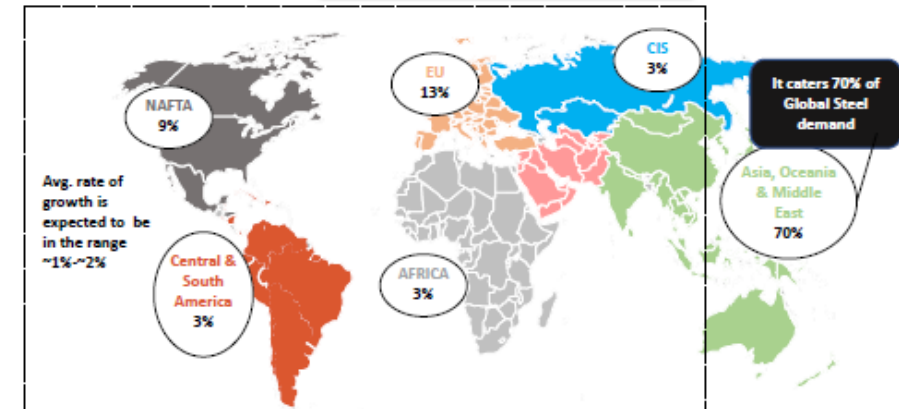 NAFTA
9%
EU
13%
CIS
3%
It caters 70% of
Global Steel
demand
Avg. rate of
growth is
expected to be
in the range
~1%-~2%
Asia, Oceania
& Middle
East
70%
Central &
South
America
3%
AFRICA
3%